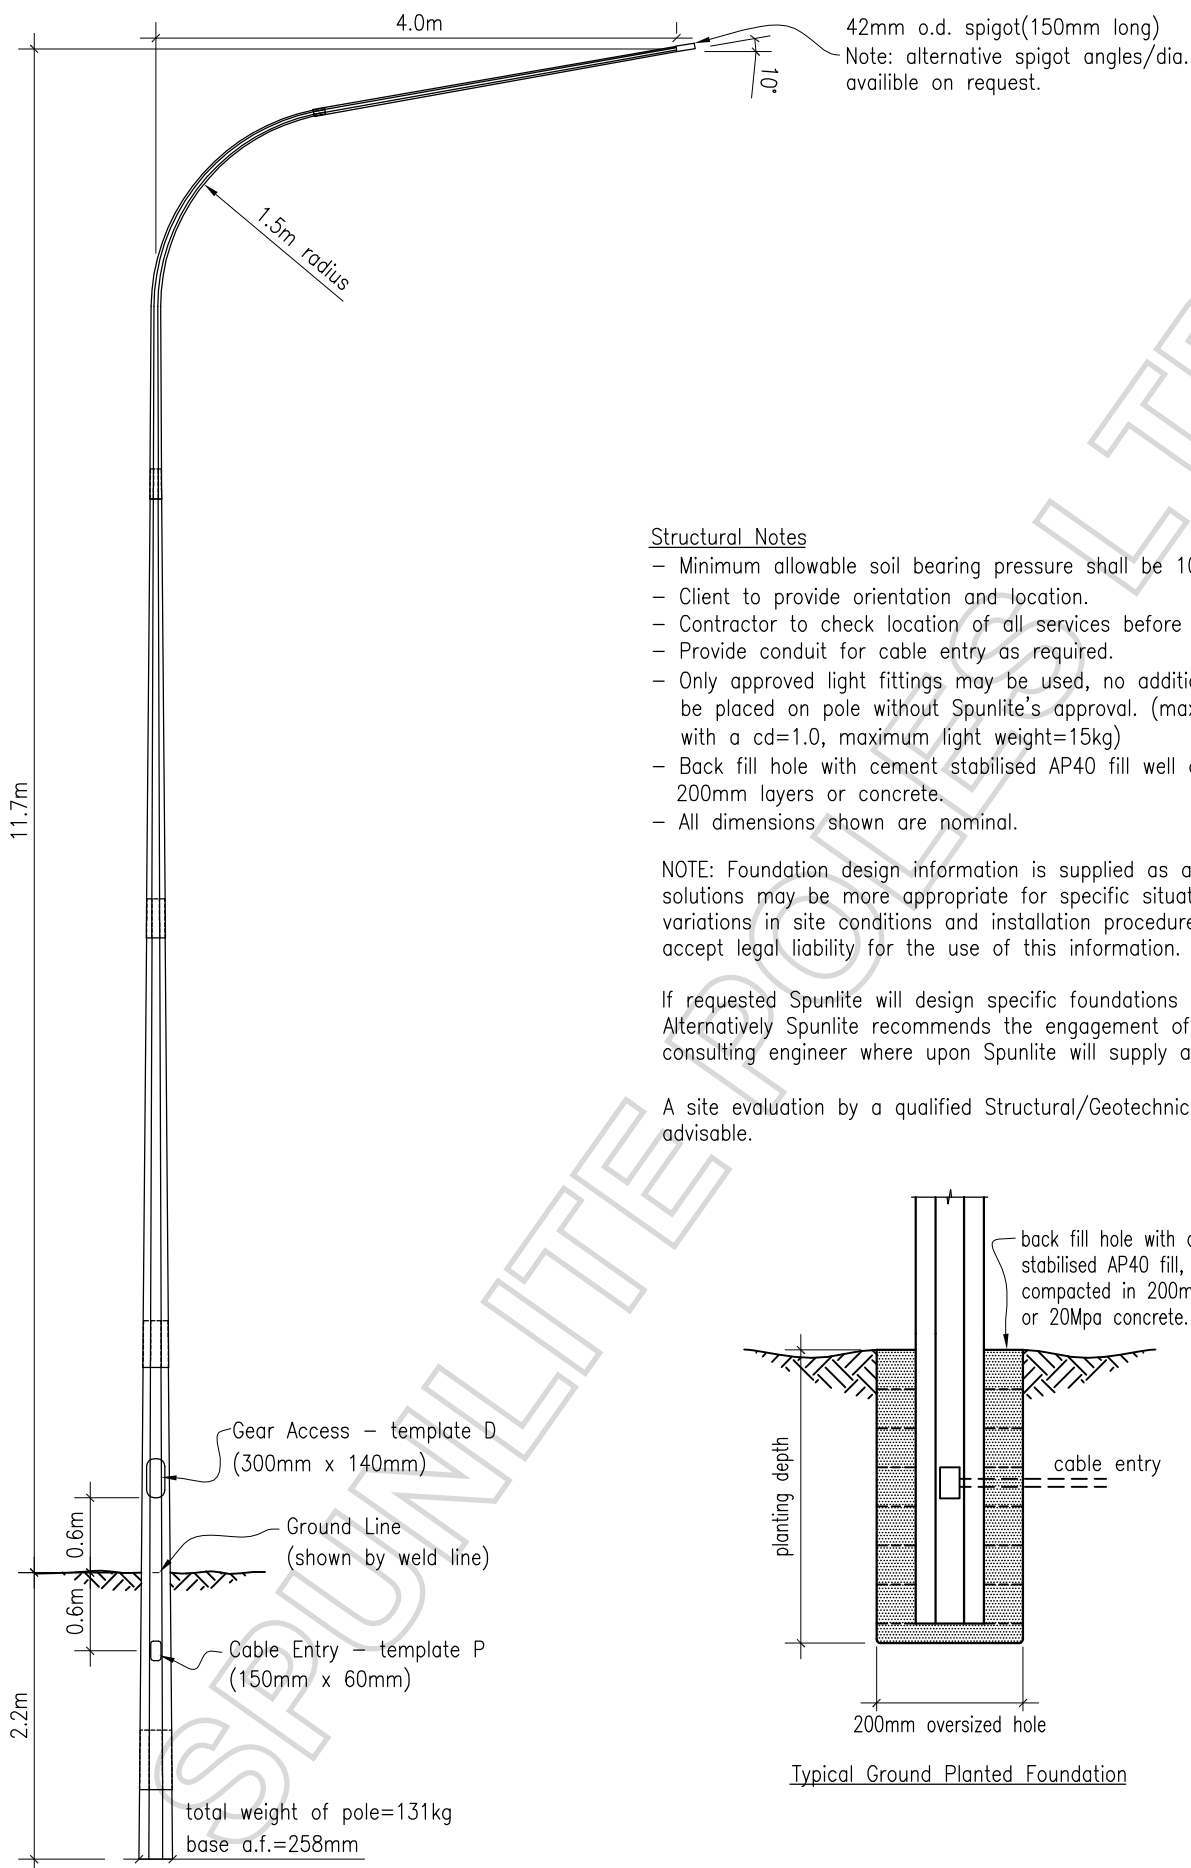 4.0m
42mm o.d. spigot(150mm long)
Note: alternative spigot angles/dia.
availible on request.
10°
1.5m radius
11.7m
Structural Notes
– Minimum allowable soil bearing pressure shall be
– Client to provide orientation and location.
– Contractor to check location of all services before
– Provide conduit for cable entry as required.
– Only approved light fittings may be used, no
be placed on pole without Spunlite's approval.
with a cd=1.0, maximum light weight=15kg)
– Back fill hole with cement stabilised AP40 fill well
200mm layers or concrete.
– All dimensions shown are nominal.
NOTE: Foundation design information is supplied as a
solutions may be more appropriate for specific
variations in site conditions and installation
accept legal liability for the use of this information.
If requested Spunlite will design specific foundations
Alternatively Spunlite recommends the engagement of
consulting engineer where upon Spunlite will supply
A site evaluation by a qualified
advisable.
back fill hole with
stabilised AP40 fill,
compacted in
or 20Mpa concrete.
Gear Access – template D
(300mm x 140mm)
0.6m
Ground Line
(shown by weld line)
0.6m
Cable Entry – template P
(150mm x 60mm)
2.2m
planting depth
cable entry
200mm oversized hole
Typical Ground Planted Foundation
total weight of pole=131kg
base a.f.=258mm
SPUNLITE POLES